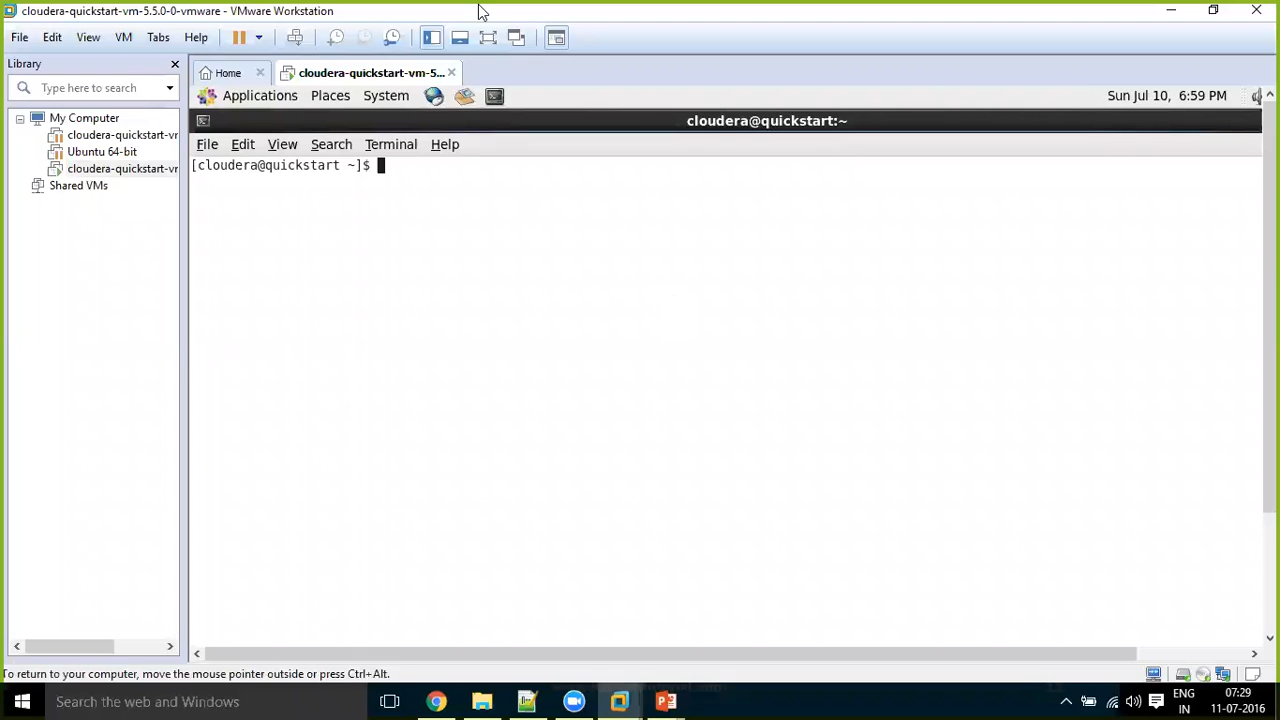 cloudera-quickstart-vm-5.5.0-0-vmware - VMware Workstation
File Edit View VM Tabs Help
Library
Type here to search
My Computer
cloudera-quickstart-vr
Ubuntu 64-bit
cloudera-quickstart-vr
Shared VMs
Home
cloudera-quickstart-vm-5...
Applications Places System
Sun Jul 10, 6:59 PM
cloudera@quickstart:~
File Edit View Search Terminal Help
[cloudera@quickstart ~]$
To return to your computer, move the mouse pointer outside or press Ctrl+Alt.
Search the web and Windows
ENG
IN
07:29
11-07-2016